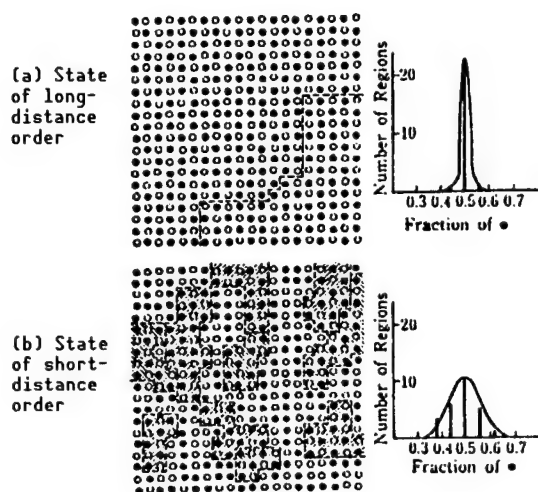 (a) State
of long-
distance
order
Number of Regions
20
10
0.3 0.4 0.5 0.6 0.7
Fraction of ●
(b) State
of short-
distance
order
Number of Regions
20
10
0.3 0.4 0.5 0.6 0.7
Fraction of ●